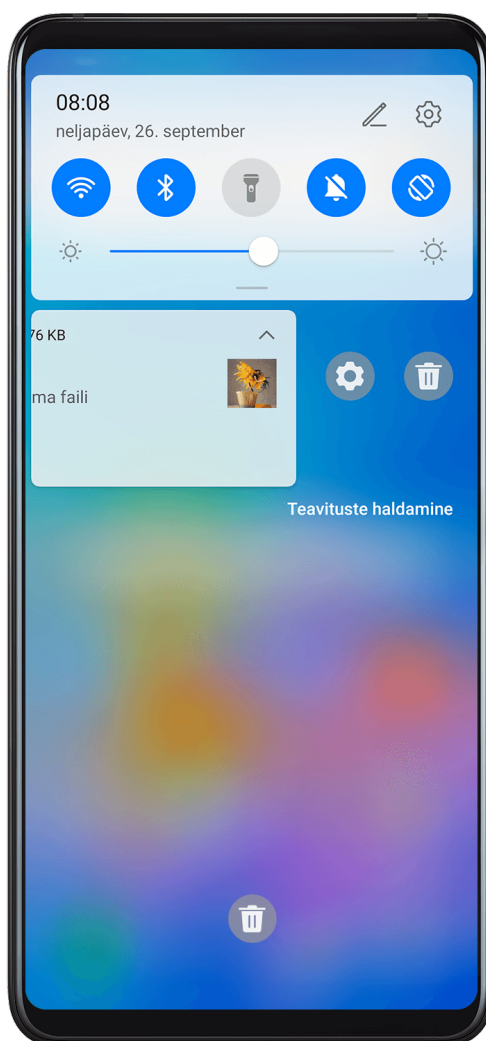 08:08
neljapäev, 26. september
76 KB
ma faili
Teavituste haldamine